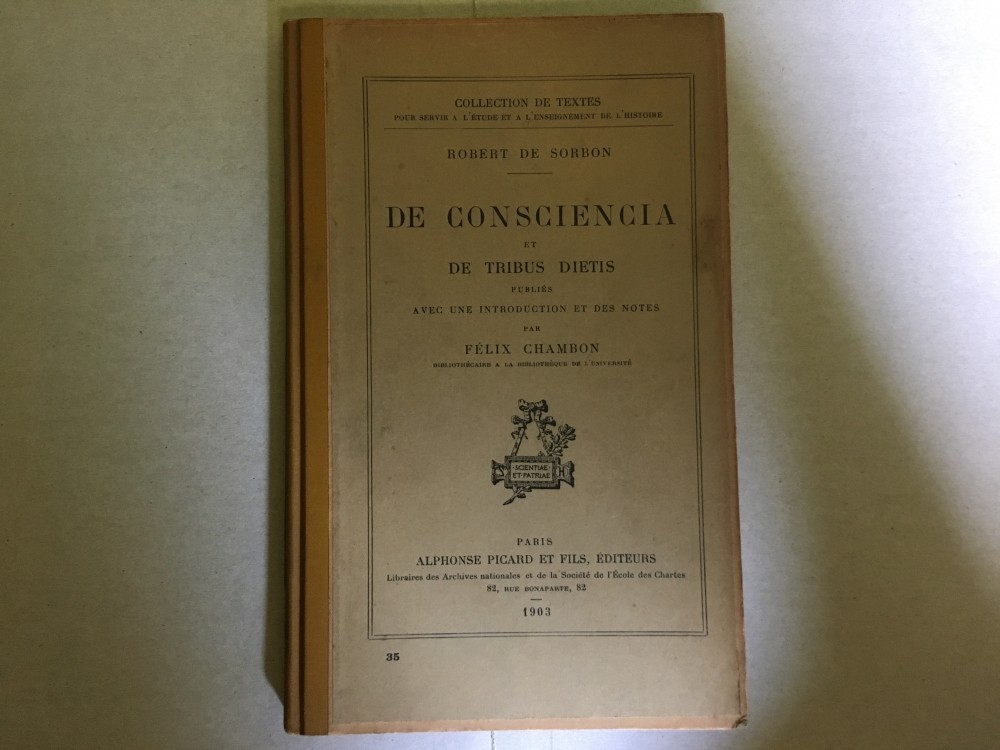 COLLECTION DE TEXTES
POUR SERVIR A L'ÉTUDE ET A L'ENSEIGNEMENT DE L'HISTOIRE
ROBERT DE SORBON
DE CONSCIENCIA
ET
DE TRIBUS DIETIS
PUBLIÉS
AVEC UNE INTRODUCTION ET DES NOTES
PAR
FÉLIX CHAMBON
BIBLIOTHÉCAIRE A LA BIBLIOTHÈQUE DE L'UNIVERSITÉ
S H
SCIENTIAE
ET PATRIAE
PARIS
ALPHONSE PICARD ET FILS, ÉDITEURS
Libraires des Archives nationales et de la Société de l'École des Chartes
82, RUE BONAPARTE, 82
1903
35